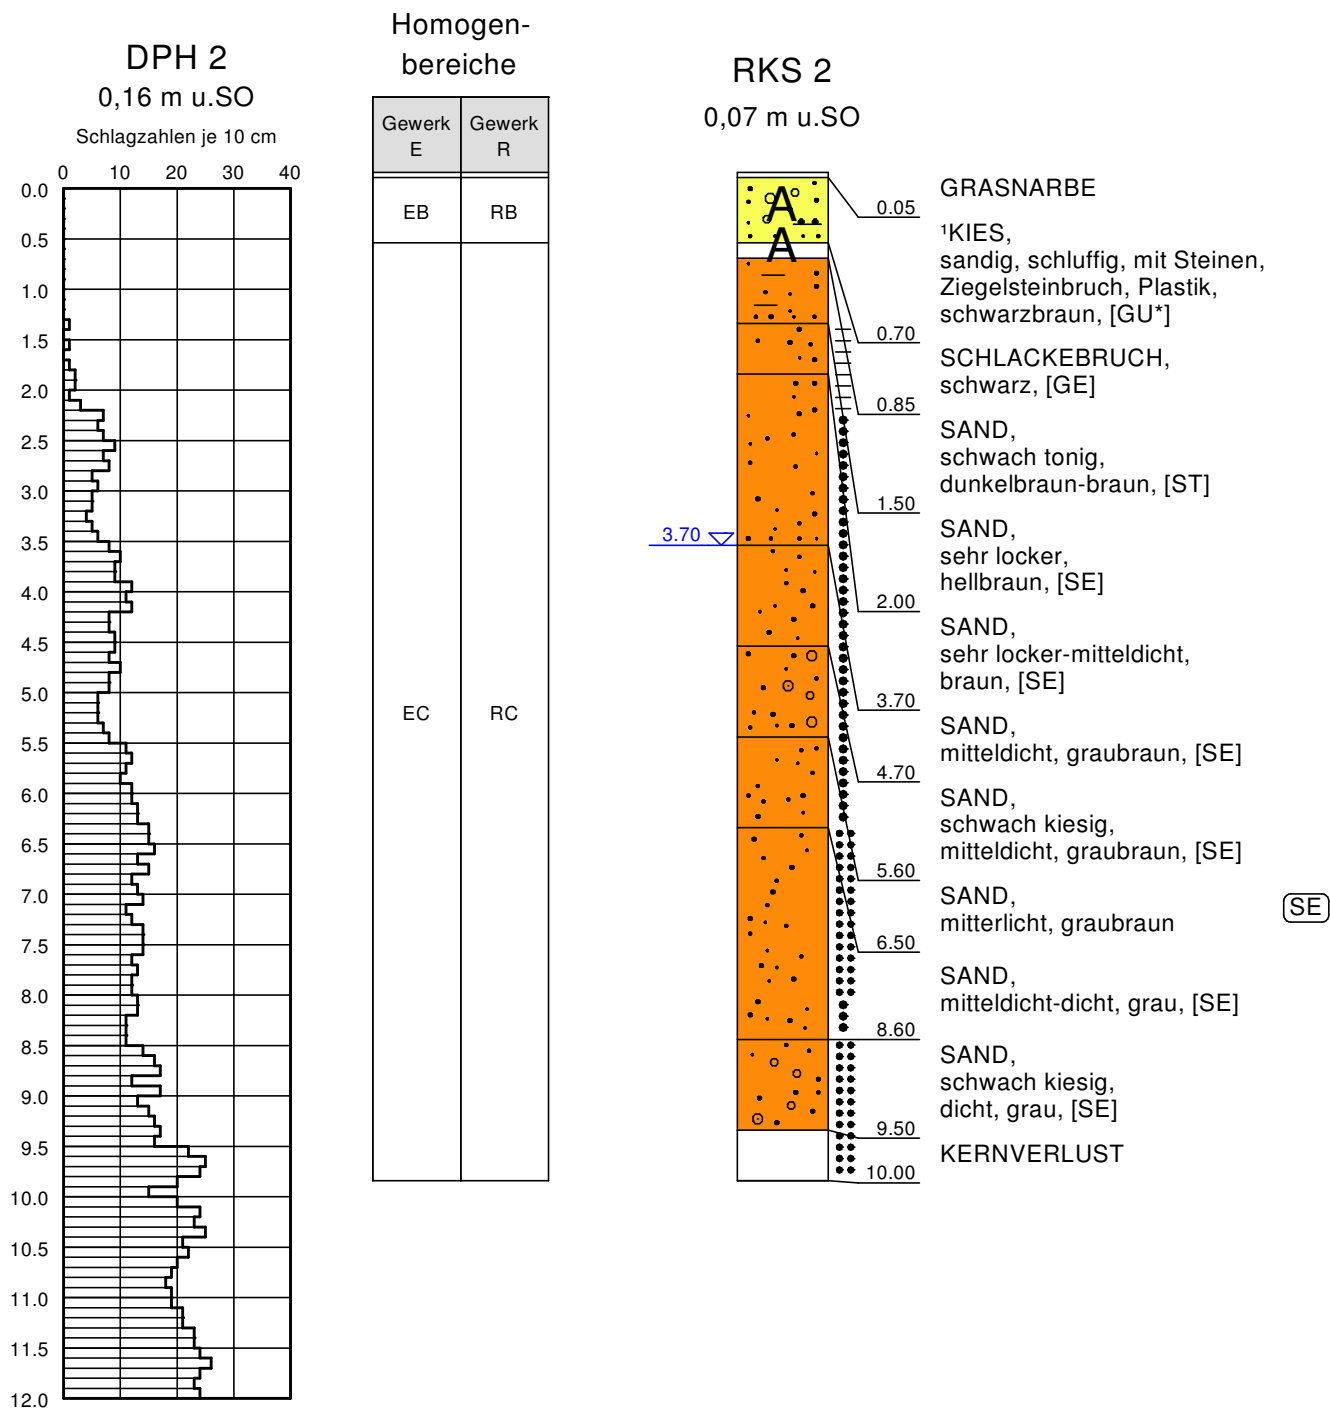 DPH 2
0,16 m u.SO
Schlagzahlen je 10 cm
0 10 20 30 40
0.0
0.5
1.0
1.5
2.0
2.5
3.0
3.5
4.0
4.5
5.0
5.5
6.0
6.5
7.0
7.5
8.0
8.5
9.0
9.5
10.0
10.5
11.0
11.5
12.0
Homogen-
bereiche
Gewerk E
Gewerk R
EB RB
EC RC
RKS 2
0,07 m u.SO
A
A
3.70
0.05
GRASNARBE
0.70
¹KIES,
sandig, schluffig, mit Steinen,
Ziegelsteinbruch, Plastik,
schwarzbraun, [GU*]
0.85
SCHLACKEBRUCH,
schwarz, [GE]
1.50
SAND,
schwach tonig,
dunkelbraun-braun, [ST]
2.00
SAND,
sehr locker,
hellbraun, [SE]
3.70
SAND,
sehr locker-mitteldicht,
braun, [SE]
4.70
SAND,
mitteldicht, graubraun, [SE]
5.60
SAND,
schwach kiesig,
mitteldicht, graubraun, [SE]
6.50
SAND,
mitterlicht, graubraun
SE
8.60
SAND,
mitteldicht-dicht, grau, [SE]
9.50
SAND,
schwach kiesig,
dicht, grau, [SE]
10.00
KERNVERLUST